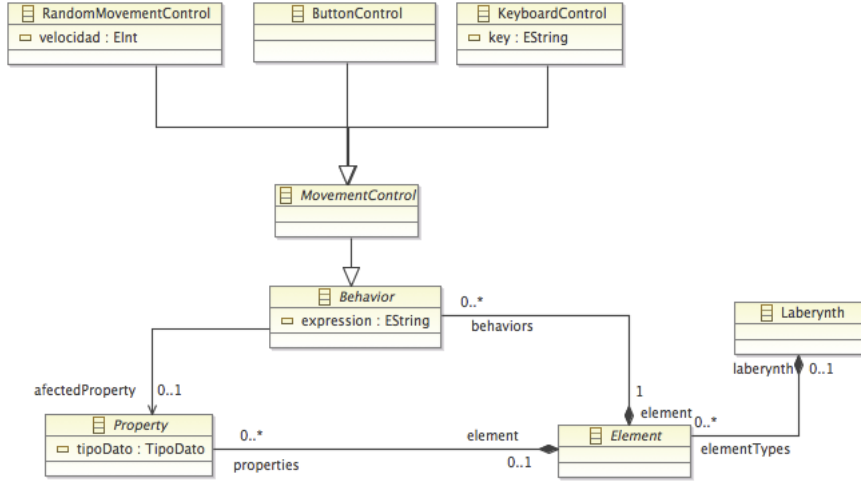 RandomMovementControl
velocidad : EInt
ButtonControl
KeyboardControl
key : EString
MovementControl
Behavior
expression : EString
0..*
behaviors
Laberynth
laberynth
0..1
afectedProperty
0..1
1
element
Property
tipoDato : TipoDato
0..*
properties
element
0..1
Element
0..*
elementTypes